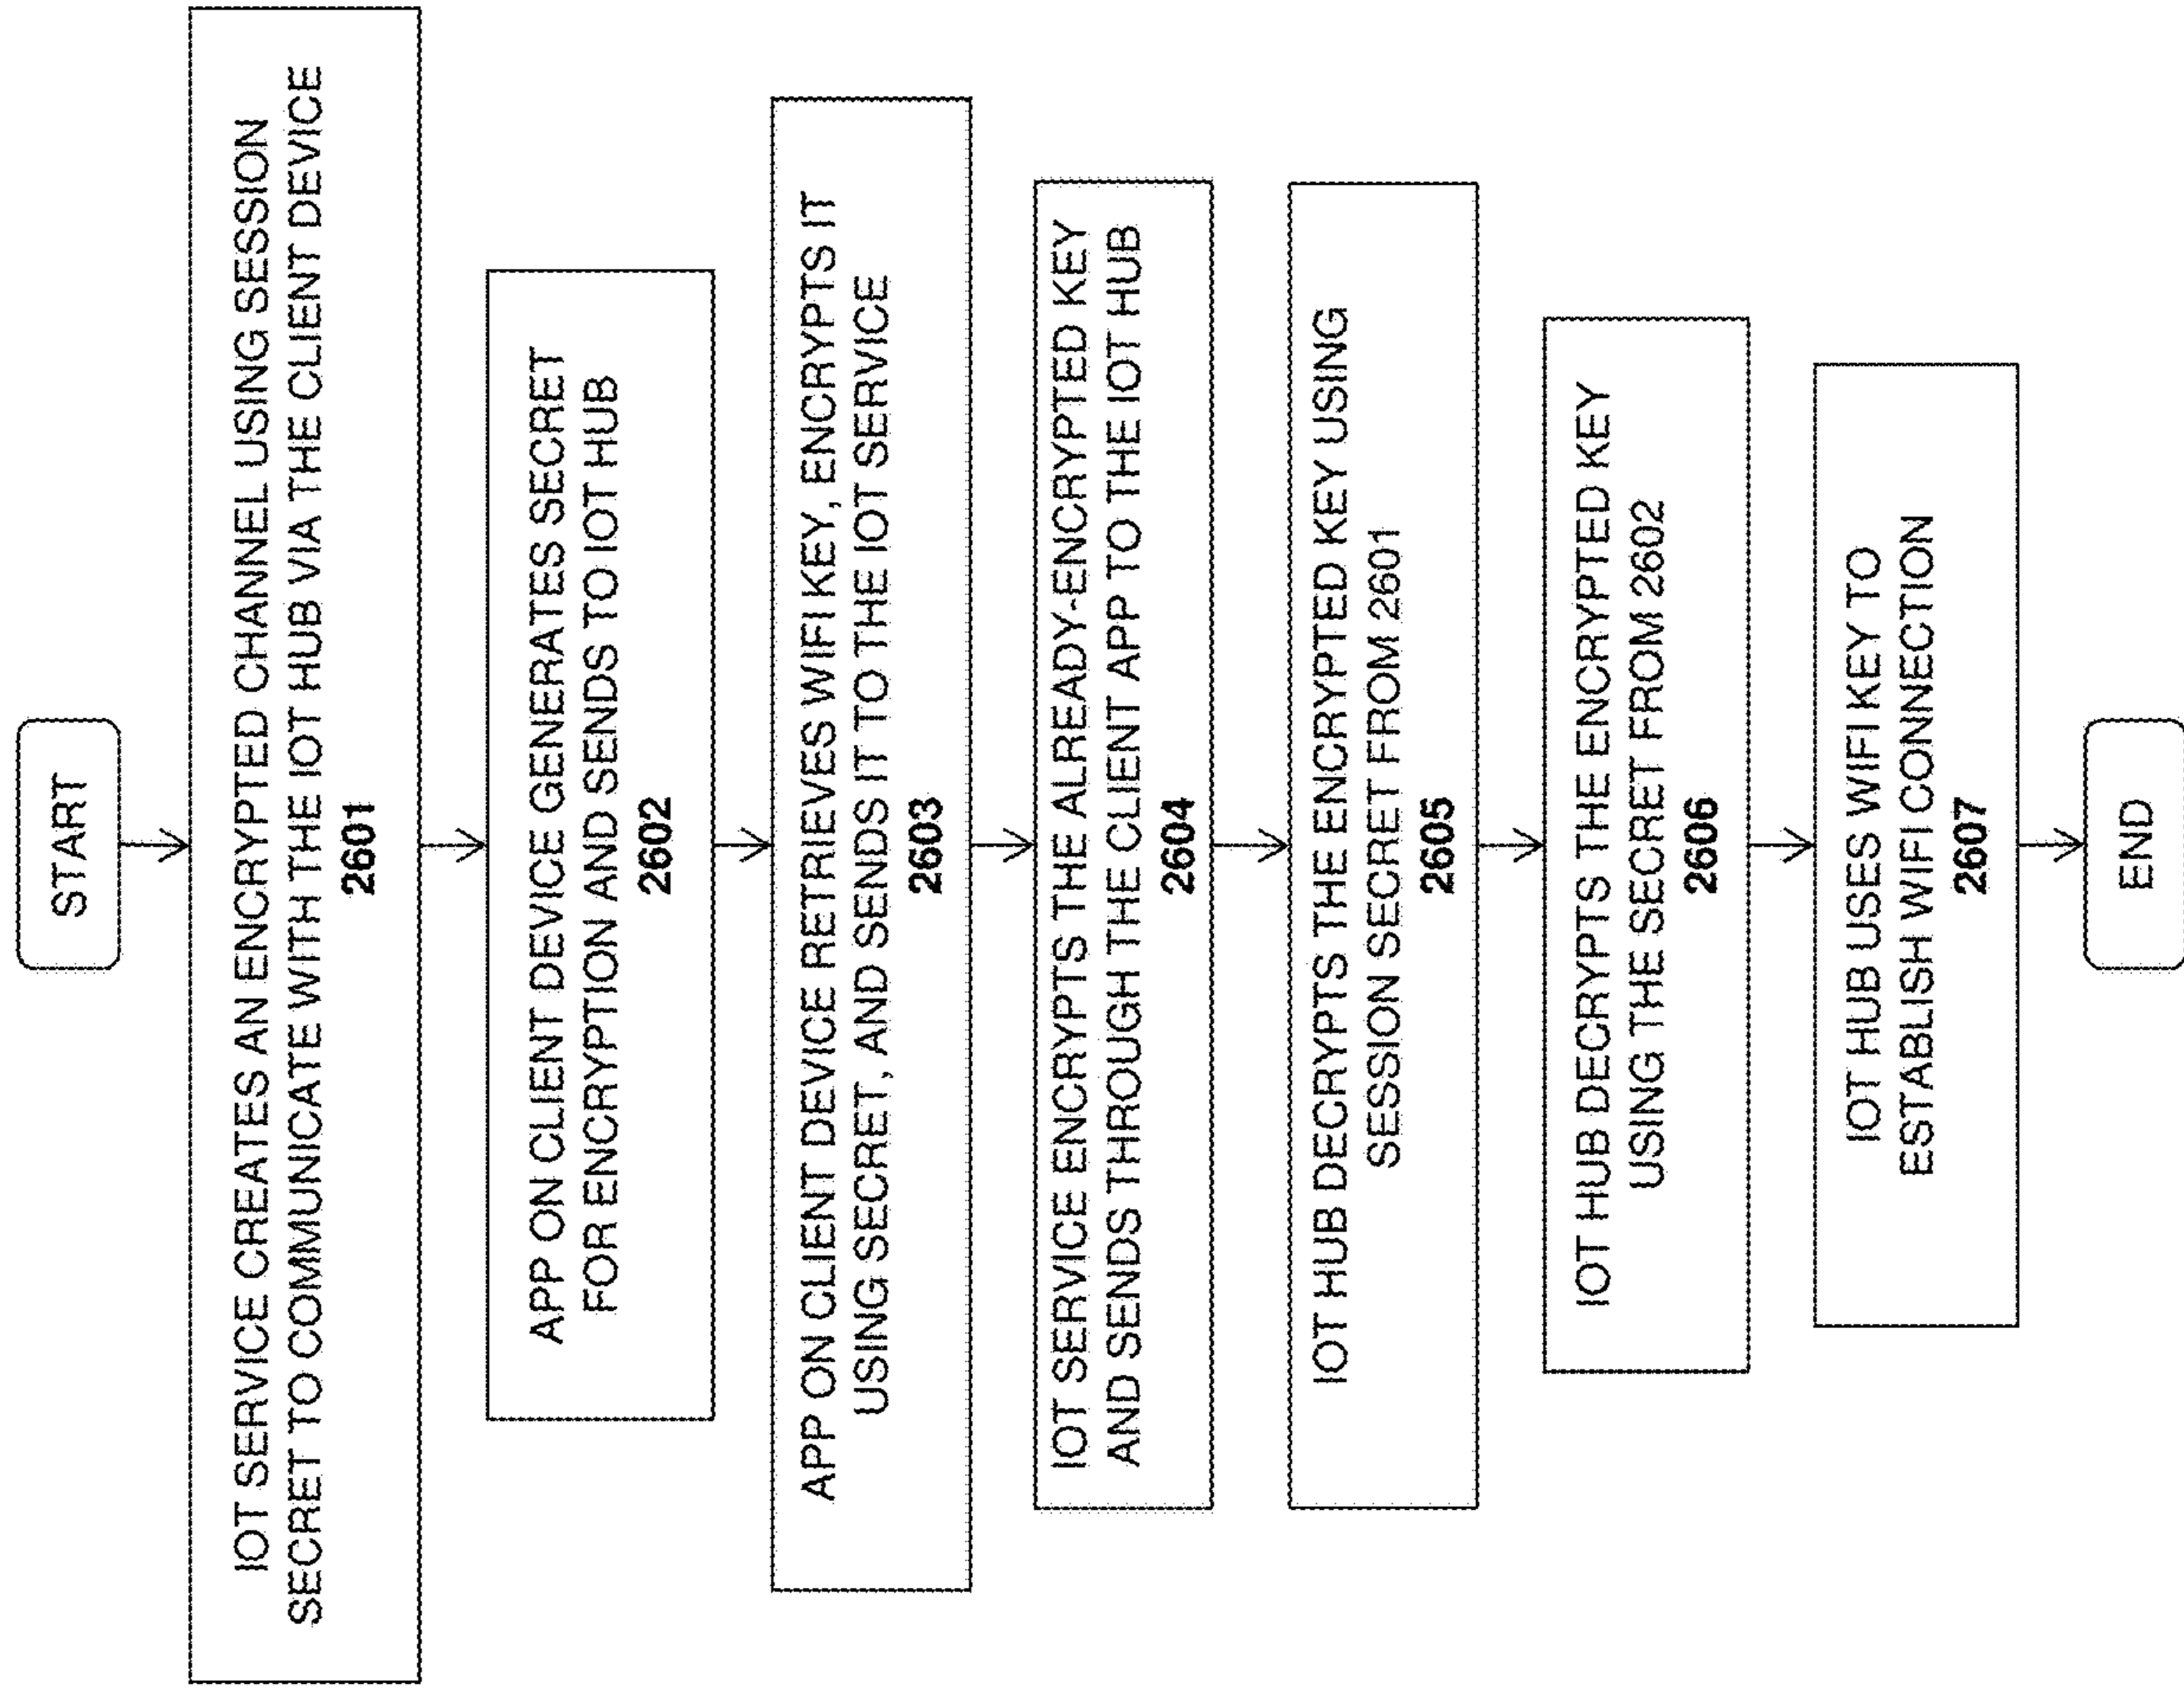 START
IOT SERVICE CREATES AN ENCRYPTED CHANNEL USING SESSION
SECRET TO COMMUNICATE WITH THE IOT HUB VIA THE CLIENT DEVICE
2601
APP ON CLIENT DEVICE GENERATES SECRET
FOR ENCRYPTION AND SENDS TO IOT HUB
2602
APP ON CLIENT DEVICE RETRIEVES WIFI KEY, ENCRYPTS IT
USING SECRET, AND SENDS IT TO THE IOT SERVICE
2603
IOT SERVICE ENCRYPTS THE ALREADY-ENCRYPTED KEY
AND SENDS THROUGH THE CLIENT APP TO THE IOT HUB
2604
IOT HUB DECRYPTS THE ENCRYPTED KEY USING
SESSION SECRET FROM 2601
2605
IOT HUB DECRYPTS THE ENCRYPTED KEY
USING THE SECRET FROM 2602
2606
IOT HUB USES WIFI KEY TO
ESTABLISH WIFI CONNECTION
2607
END